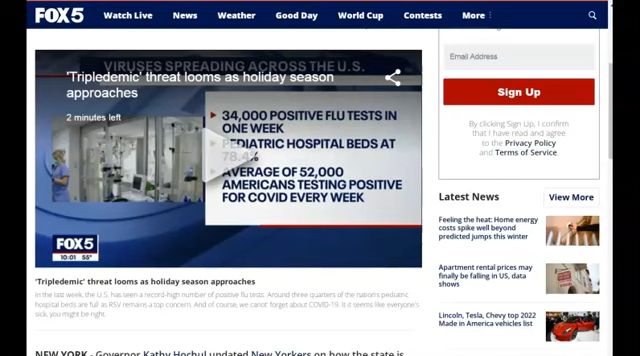 FOX 5
Watch Live
News
Weather
Good Day
World Cup
Contests
More
VIRUSES SPREADING ACROSS THE U.S.
'Tripledemic' threat looms as holiday season
approaches
2 minutes left
34,000 POSITIVE FLU TESTS IN
ONE WEEK
PEDIATRIC HOSPITAL BEDS AT
78.4%
AVERAGE OF 52,000
AMERICANS TESTING POSITIVE
FOR COVID EVERY WEEK
FOX 5
10:01 55°
'Tripledemic' threat looms as holiday season approaches
In the last week, the U.S. has seen a record-high number of positive flu tests. Around three quarters of the nation's pediatric
hospital beds are full as RSV remains a top concern. And of course, we cannot forget about COVID-19. It it seems like everyone's
sick, you might be right.
NEW YORK - Governor Kathy Hochul updated New Yorkers on how the state is
Email Address
Sign Up
By clicking Sign Up, I confirm
that I have read and agree
to the Privacy Policy
and Terms of Service.
Latest News
View More
Feeling the heat: Home energy
costs spike well beyond
predicted jumps this winter
Apartment rental prices may
finally be falling in US, data
shows
Lincoln, Tesla, Chevy top 2022
Made in America vehicles list